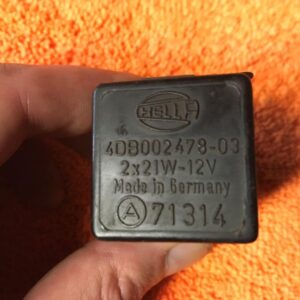 HELLA
4DB002478-03
2x21W-12V
Made in Germany
A 71314